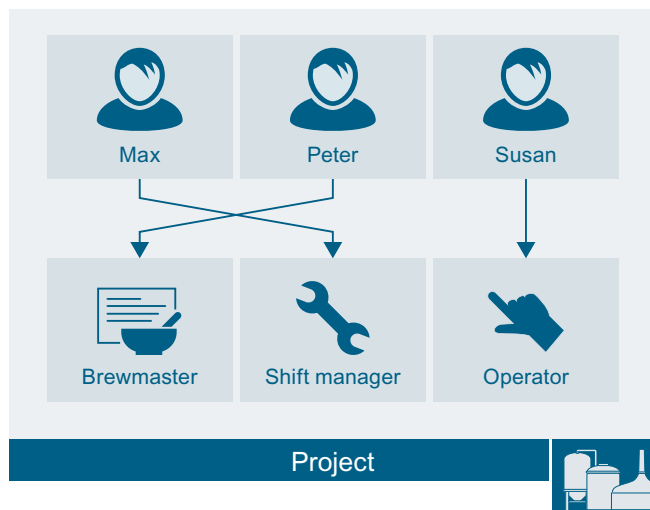 Max
Peter
Susan
Brewmaster
Shift manager
Operator
Project